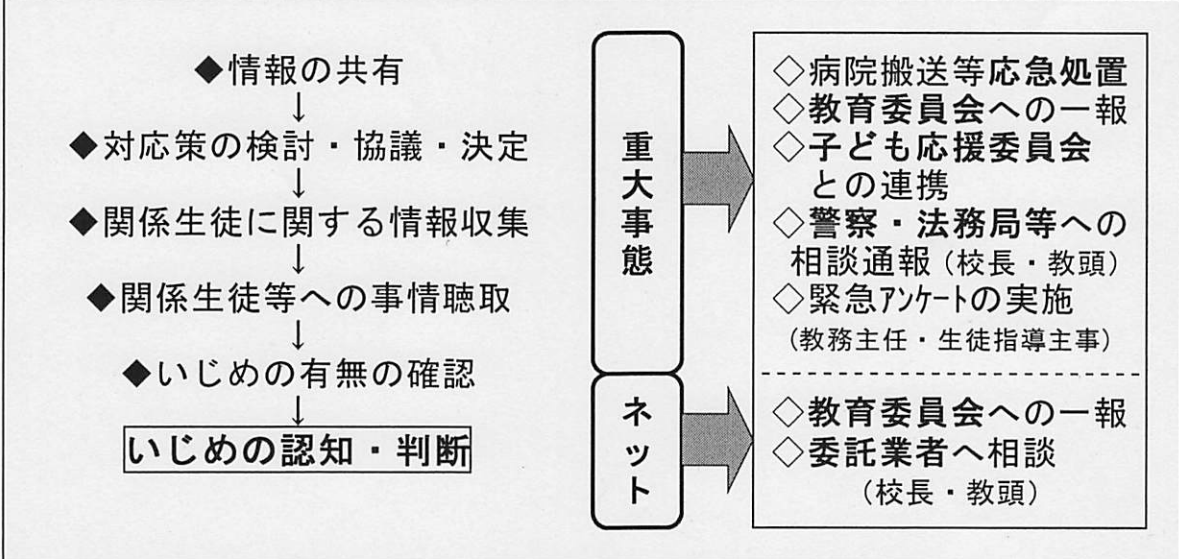 ◆情報の共有
↓
◆対応策の検討・協議・決定
↓
◆関係生徒に関する情報収集
↓
◆関係生徒等への事情聴取
↓
◆いじめの有無の確認
↓
いじめの認知・判断
重大事態
◇病院搬送等応急処置
◇教育委員会への一報
◇子ども応援委員会
との連携
◇警察・法務局等への
相談通報(校長・教頭)
◇緊急アンケートの実施
(教務主任・生徒指導主事)
ネット
◇教育委員会への一報
◇委託業者へ相談
(校長・教頭)